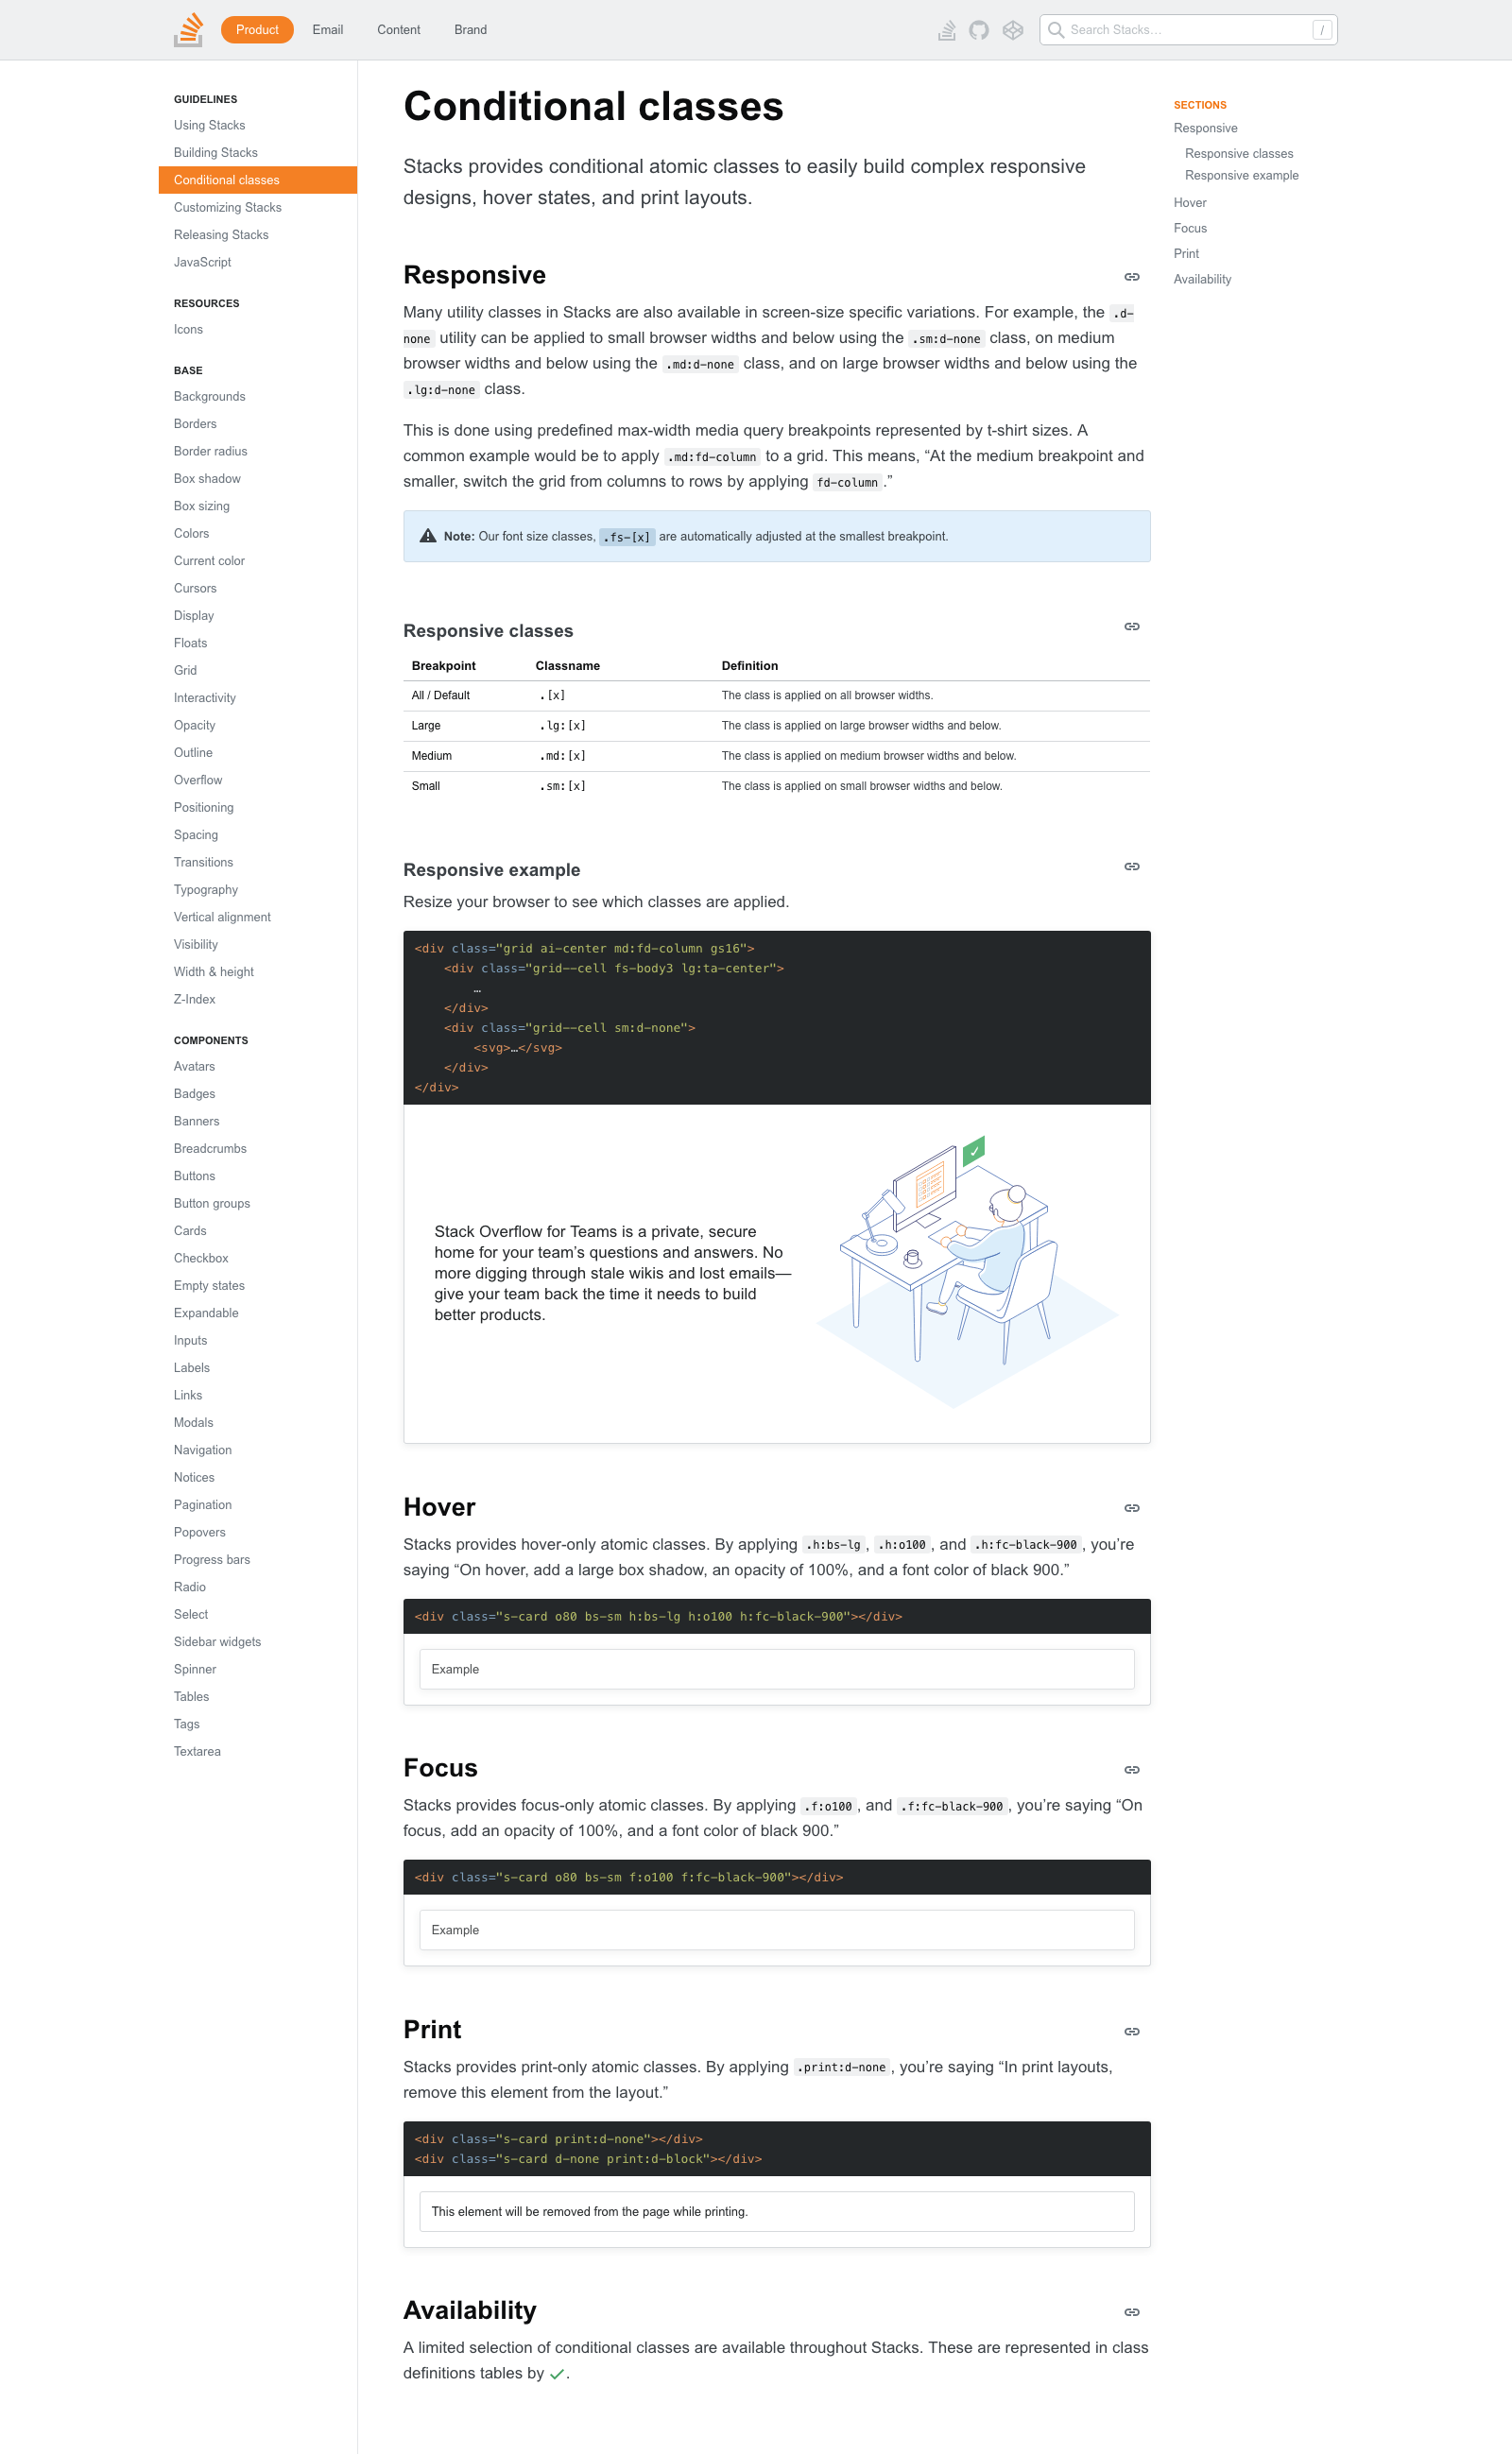 Product
Email
Content
Brand
Search Stacks…
/
GUIDELINES
Using Stacks
Building Stacks
Conditional classes
Customizing Stacks
Releasing Stacks
JavaScript
RESOURCES
Icons
BASE
Backgrounds
Borders
Border radius
Box shadow
Box sizing
Colors
Current color
Cursors
Display
Floats
Grid
Interactivity
Opacity
Outline
Overflow
Positioning
Spacing
Transitions
Typography
Vertical alignment
Visibility
Width & height
Z-Index
COMPONENTS
Avatars
Badges
Banners
Breadcrumbs
Buttons
Button groups
Cards
Checkbox
Empty states
Expandable
Inputs
Labels
Links
Modals
Navigation
Notices
Pagination
Popovers
Progress bars
Radio
Select
Sidebar widgets
Spinner
Tables
Tags
Textarea
Conditional classes
Stacks provides conditional atomic classes to easily build complex responsive
designs, hover states, and print layouts.
Responsive
Many utility classes in Stacks are also available in screen-size specific variations. For example, the .d-
none utility can be applied to small browser widths and below using the .sm:d-none class, on medium
browser widths and below using the .md:d-none class, and on large browser widths and below using the
.lg:d-none class.
This is done using predefined max-width media query breakpoints represented by t-shirt sizes. A
common example would be to apply .md:fd-column to a grid. This means, “At the medium breakpoint and
smaller, switch the grid from columns to rows by applying fd-column.”
Note: Our font size classes, .fs-[x] are automatically adjusted at the smallest breakpoint.
Responsive classes
Breakpoint Classname Definition
All / Default .[x] The class is applied on all browser widths.
Large .lg:[x] The class is applied on large browser widths and below.
Medium .md:[x] The class is applied on medium browser widths and below.
Small .sm:[x] The class is applied on small browser widths and below.
Responsive example
Resize your browser to see which classes are applied.
<div class="grid ai-center md:fd-column gs16">
<div class="grid--cell fs-body3 lg:ta-center">
…
</div>
<div class="grid--cell sm:d-none">
<svg>…</svg>
</div>
</div>
Stack Overflow for Teams is a private, secure
home for your team’s questions and answers. No
more digging through stale wikis and lost emails—
give your team back the time it needs to build
better products.
Hover
Stacks provides hover-only atomic classes. By applying .h:bs-lg, .h:o100, and .h:fc-black-900, you’re
saying “On hover, add a large box shadow, an opacity of 100%, and a font color of black 900.”
<div class="s-card o80 bs-sm h:bs-lg h:o100 h:fc-black-900"></div>
Example
Focus
Stacks provides focus-only atomic classes. By applying .f:o100, and .f:fc-black-900, you’re saying “On
focus, add an opacity of 100%, and a font color of black 900.”
<div class="s-card o80 bs-sm f:o100 f:fc-black-900"></div>
Example
Print
Stacks provides print-only atomic classes. By applying .print:d-none, you’re saying “In print layouts,
remove this element from the layout.”
<div class="s-card print:d-none"></div>
<div class="s-card d-none print:d-block"></div>
This element will be removed from the page while printing.
Availability
A limited selection of conditional classes are available throughout Stacks. These are represented in class
definitions tables by ✓.
SECTIONS
Responsive
Responsive classes
Responsive example
Hover
Focus
Print
Availability